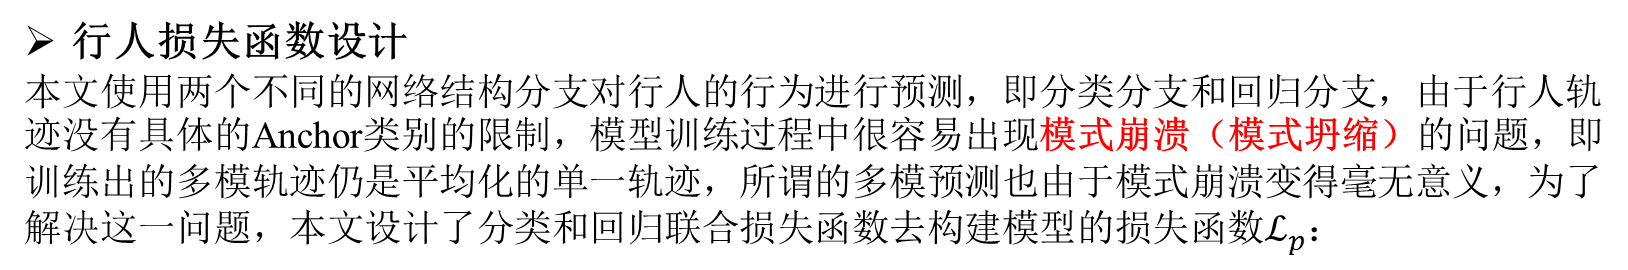 ➢ 行人损失函数设计
本文使用两个不同的网络结构分支对行人的行为进行预测，即分类分支和回归分支，由于行人轨
迹没有具体的Anchor类别的限制，模型训练过程中很容易出现模式崩溃（模式坍缩）的问题，即
训练出的多模轨迹仍是平均化的单一轨迹，所谓的多模预测也由于模式崩溃变得毫无意义，为了
解决这一问题，本文设计了分类和回归联合损失函数去构建模型的损失函数ℒ𝑝：